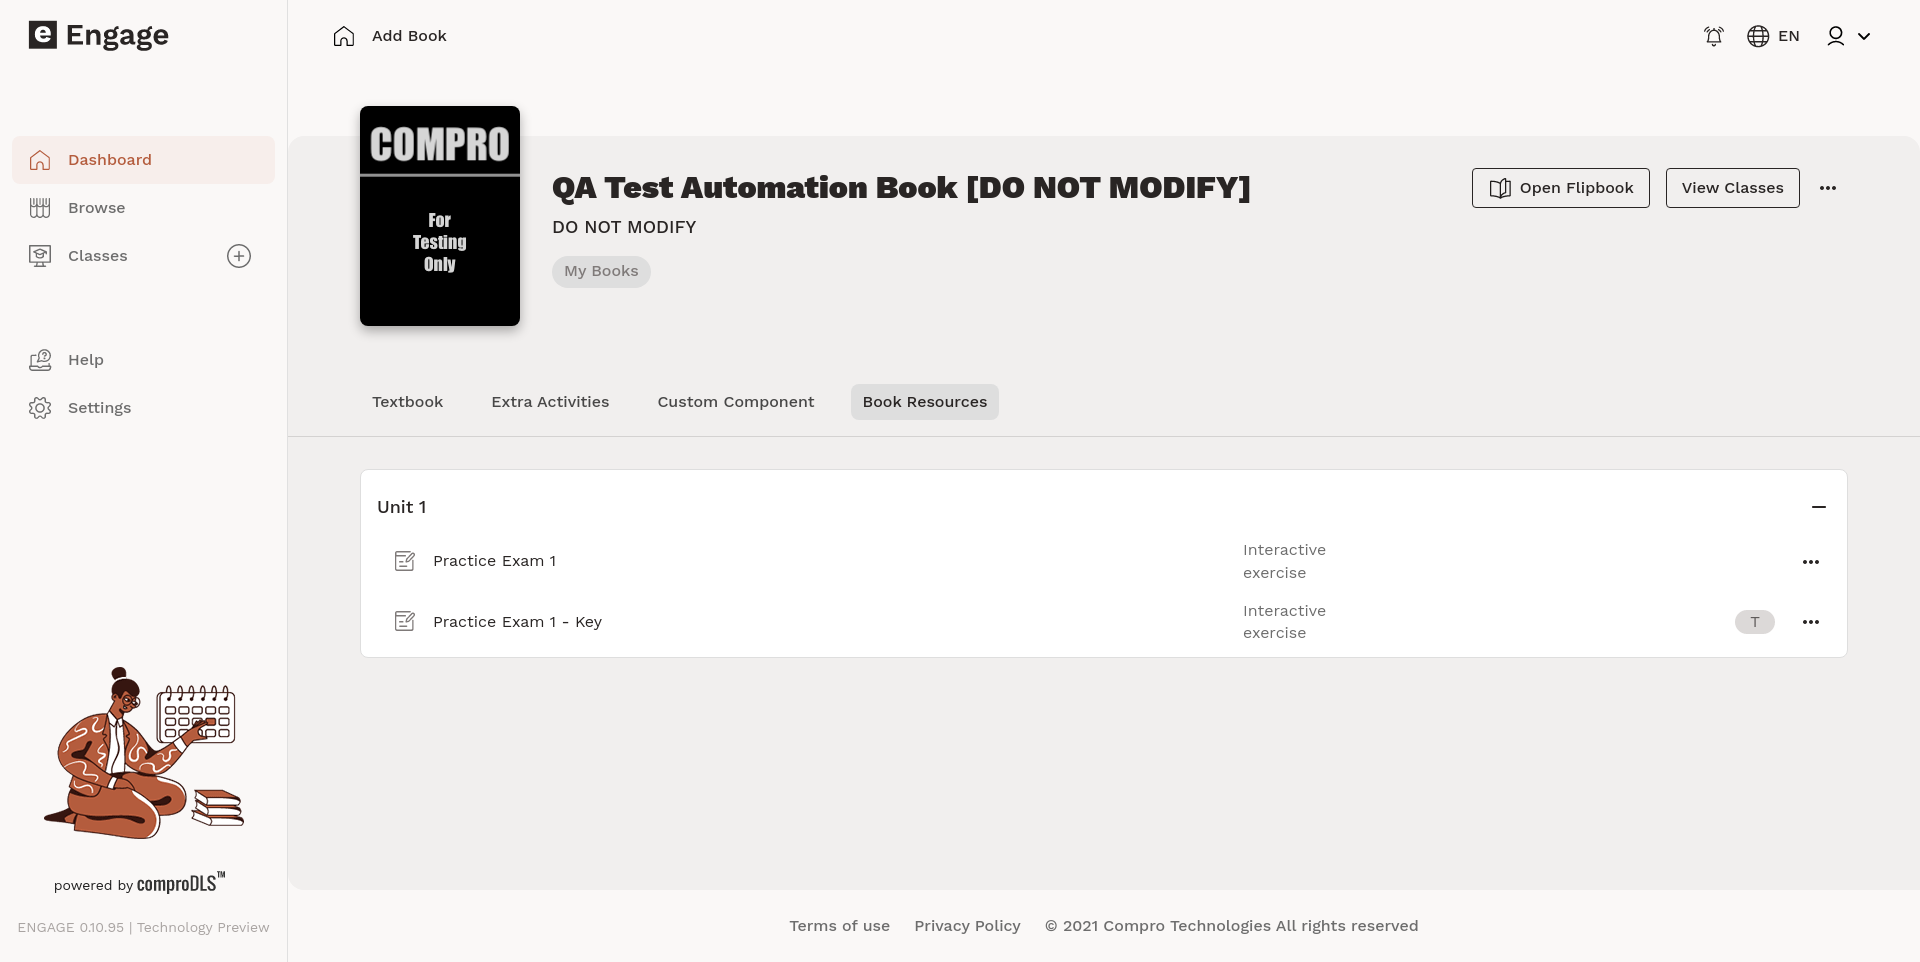 Engage
Dashboard
Browse
Classes
Help
Settings
powered by comproDLS™
ENGAGE 0.10.95 | Technology Preview
Add Book
EN
COMPRO
For
Testing
Only
QA Test Automation Book [DO NOT MODIFY]
DO NOT MODIFY
My Books
Open Flipbook
View Classes
Textbook
Extra Activities
Custom Component
Book Resources
Unit 1
Practice Exam 1
Interactive
exercise
Practice Exam 1 - Key
Interactive
exercise
T
Terms of use
Privacy Policy
© 2021 Compro Technologies All rights reserved